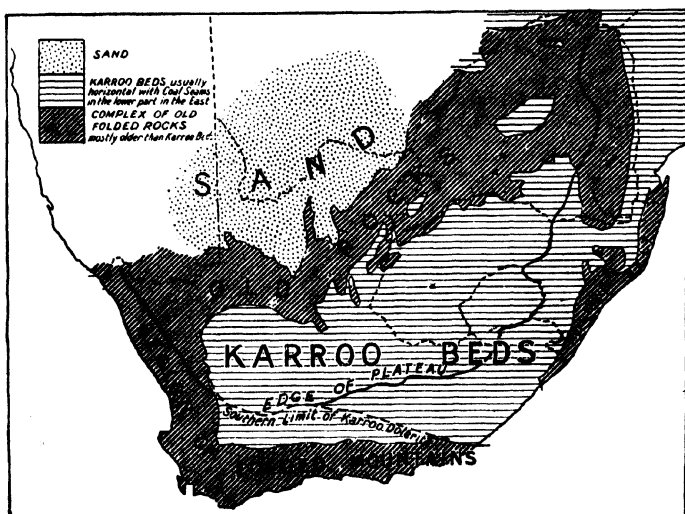 SAND
KARROO BEDS usually
horizontal with Coal Seams
in the lower part in the East
COMPLEX OF OLD
FOLDED ROCKS
mostly older than Karroo
SAND
OLD ROCKS
KARROO BEDS
EDGE OF PLATEAU
Southern Limit of Karroo Dolerite
MOUNTAINS